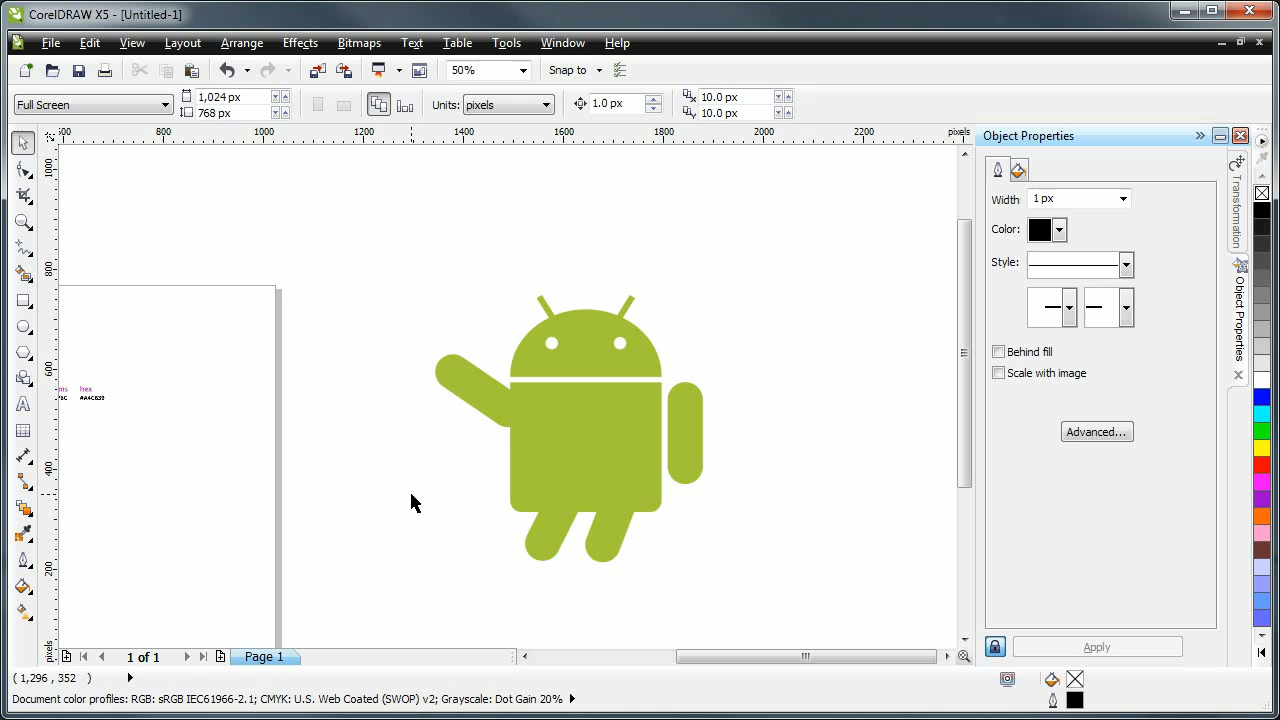 CorelDRAW X5 - [Untitled-1]
File Edit View Layout Arrange Effects Bitmaps Text Table Tools Window Help
50% Snap to
Full Screen 1,024 px 768 px Units: pixels 1.0 px 10.0 px 10.0 px
800 1000 1200 1400 1600 1800 2000 2200 pixels
1000
800
600
400
200
pixels
ms hex
#A4C639
Object Properties
Width 1 px
Color:
Style:
Behind fill
Scale with image
Advanced...
Apply
Transformation
Object Properties
1 of 1 Page 1
( 1,296 , 352 )
Document color profiles: RGB: sRGB IEC61966-2.1; CMYK: U.S. Web Coated (SWOP) v2; Grayscale: Dot Gain 20%